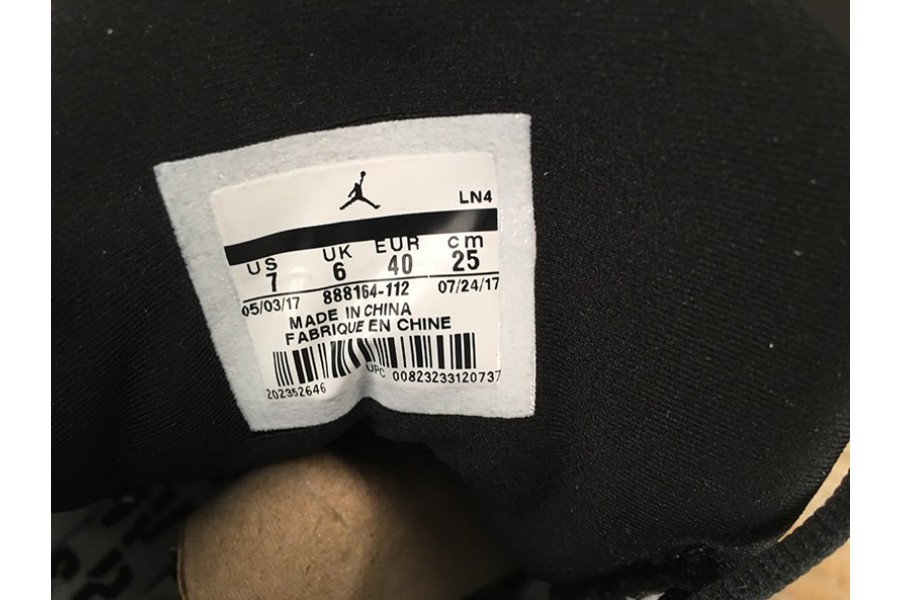 LN4
US UK EUR cm
7 6 40 25
05/03/17 888164-112 07/24/17
MADE IN CHINA
FABRIQUE EN CHINE
202352646 UPC 00823233120737